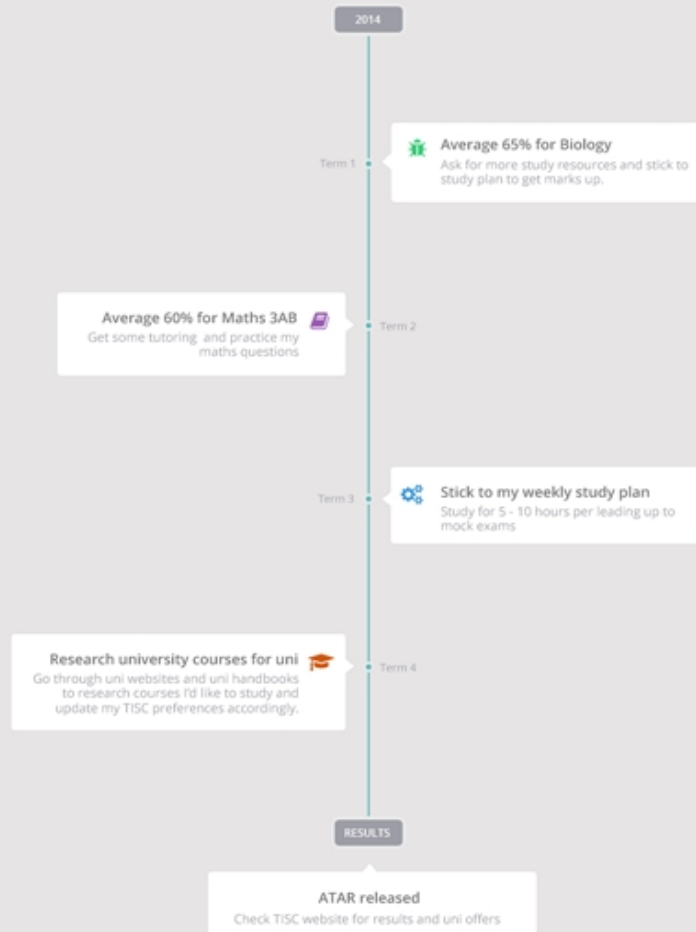 2014
Term 1
Average 65% for Biology
Ask for more study resources and stick to
study plan to get marks up.
Average 60% for Maths 3AB
Get some tutoring and practice my
maths questions
Term 2
Term 3
Stick to my weekly study plan
Study for 5 - 10 hours per leading up to
mock exams
Research university courses for uni
Go through uni websites and uni handbooks
to research courses I'd like to study and
update my TISC preferences accordingly.
Term 4
RESULTS
ATAR released
Check TISC website for results and uni offers